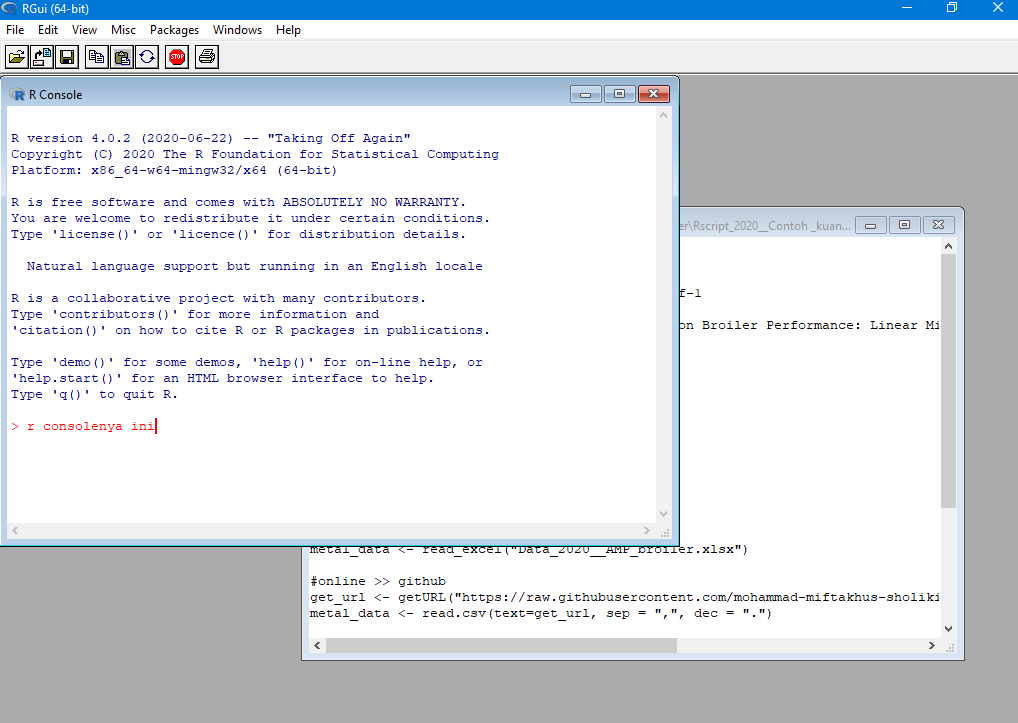 RGui (64-bit)
File Edit View Misc Packages Windows Help
STOP
R Console
R version 4.0.2 (2020-06-22) -- "Taking Off Again"
Copyright (C) 2020 The R Foundation for Statistical Computing
Platform: x86_64-w64-mingw32/x64 (64-bit)
R is free software and comes with ABSOLUTELY NO WARRANTY.
You are welcome to redistribute it under certain conditions.
Type 'license()' or 'licence()' for distribution details.
Natural language support but running in an English locale
R is a collaborative project with many contributors.
Type 'contributors()' for more information and
'citation()' on how to cite R or R packages in publications.
Type 'demo()' for some demos, 'help()' for on-line help, or
'help.start()' for an HTML browser interface to help.
Type 'q()' to quit R.
> r consolenya ini
er\Rscript_2020__Contoh _kuan...
f-1
on Broiler Performance: Linear Mi
metal_data <- read_excel("Data_2020__AMP_broiler.xlsx")
#online >> github
get_url <- getURL("https://raw.githubusercontent.com/mohammad-miftakhus-sholiki
metal_data <- read.csv(text=get_url, sep = ",", dec = ".")